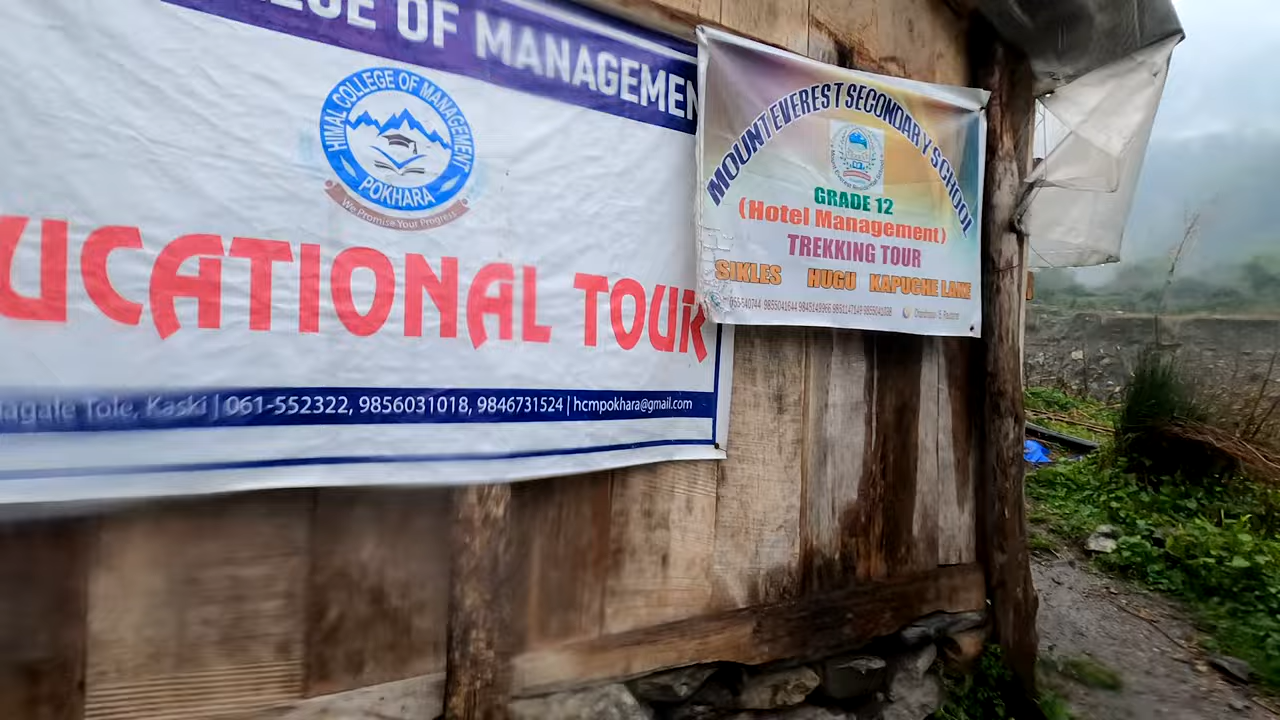 EGE OF MANAGEMEN
HIMAL COLLEGE OF MANAGEMENT
POKHARA
We Promise Your Progress
UCATIONAL TOUR
agale Tole, Kaski | 061-552322, 9856031018, 9846731524 | hcmpokhara@gmail.com
MOUNT EVEREST SECONDARY SCHOOL
GRADE 12
(Hotel Management)
TREKKING TOUR
SIKLES HUGU KAPUCHE LAKE